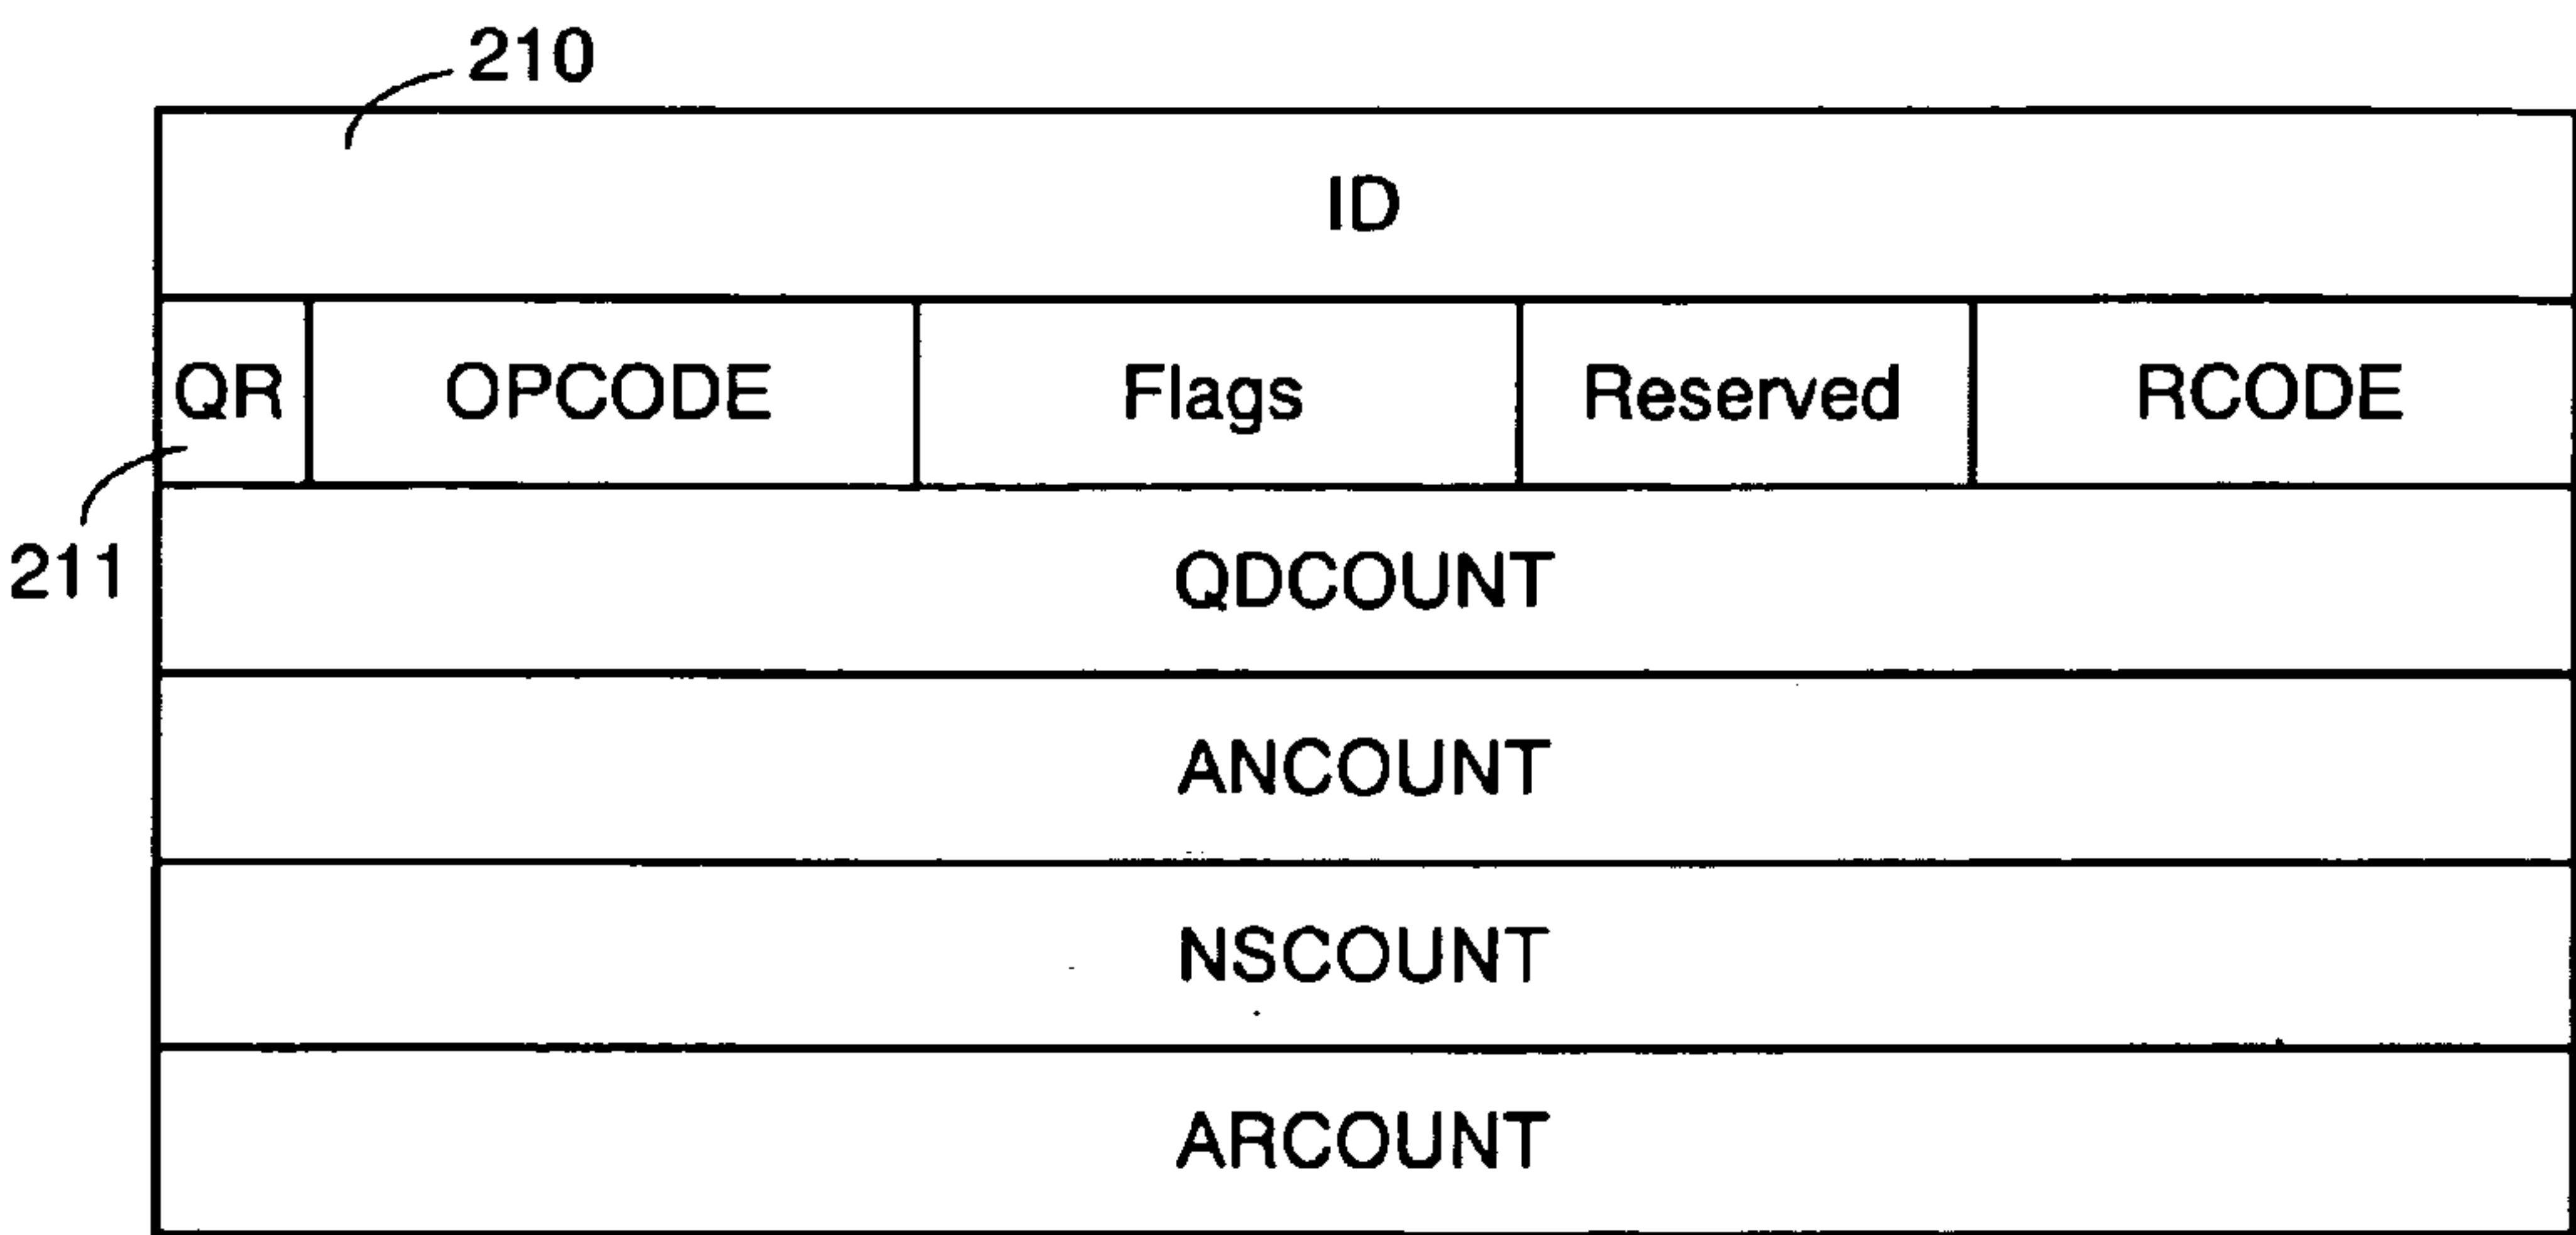 210
ID
QR OPCODE Flags Reserved RCODE
211
QDCOUNT
ANCOUNT
NSCOUNT
ARCOUNT